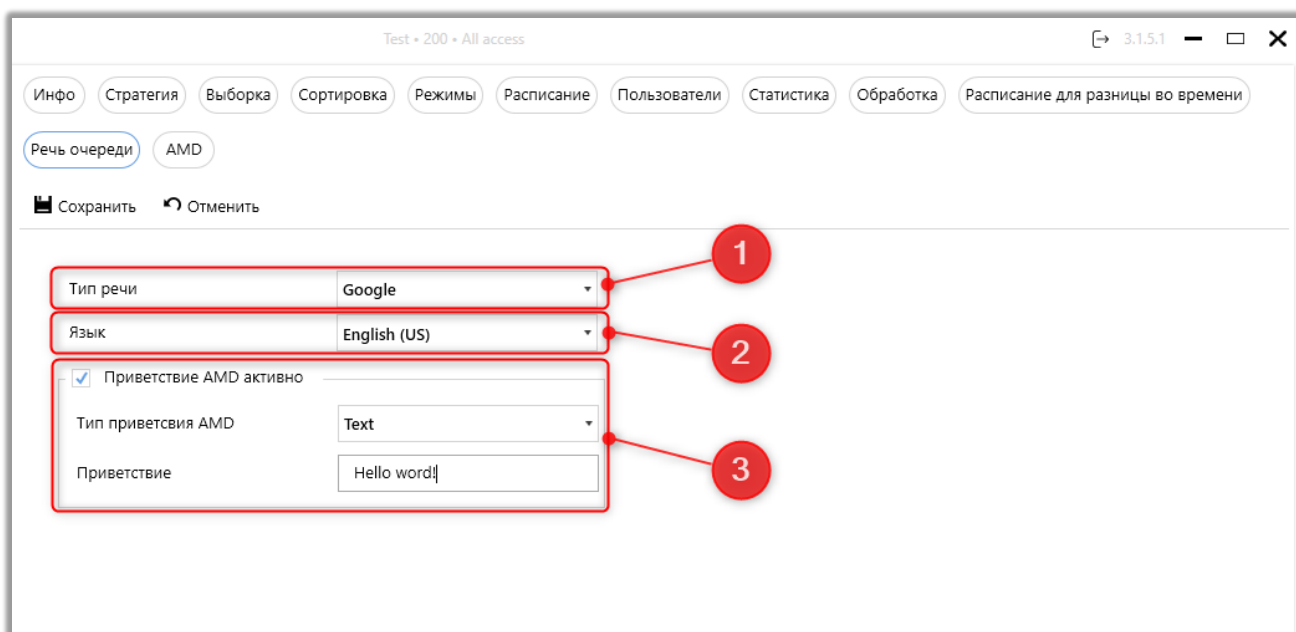 Test • 200 • All access 3.1.5.1
Инфо Стратегия Выборка Сортировка Режимы Расписание Пользователи Статистика Обработка Расписание для разницы во времени
Речь очереди AMD
Сохранить Отменить
1
Тип речи Google
Язык English (US)
2
Приветствие AMD активно
Тип приветсвия AMD Text
3
Приветствие Hello word!